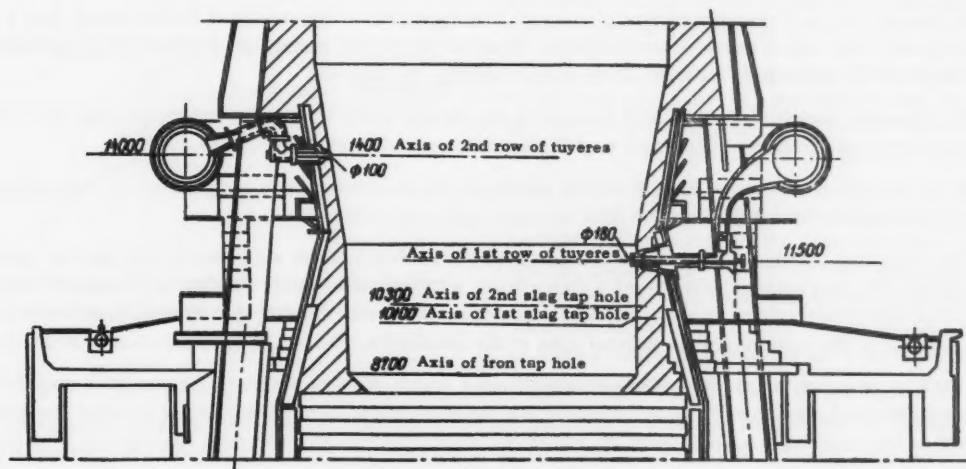 14000
1400 Axis of 2nd row of tuyeres
Φ100
Φ180
Axis of 1st row of tuyeres
11500
10300 Axis of 2nd slag tap hole
10100 Axis of 1st slag tap hole
8700 Axis of iron tap hole